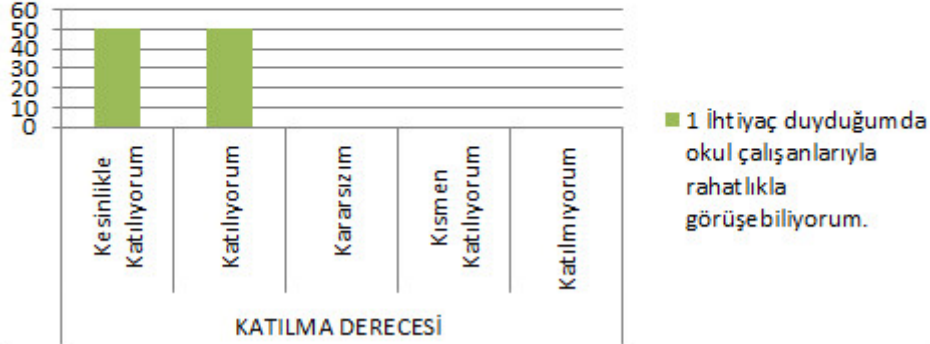 60
50
40
30
20
10
0
Kesinlikle
Katılıyorum
Katılıyorum
Kararsızım
Kısmen
Katılıyorum
Katılmıyorum
KATILMA DERECESİ
1 İhtiyaç duyduğumda
okul çalışanlarıyla
rahatlıkla
görüşebiliyorum.